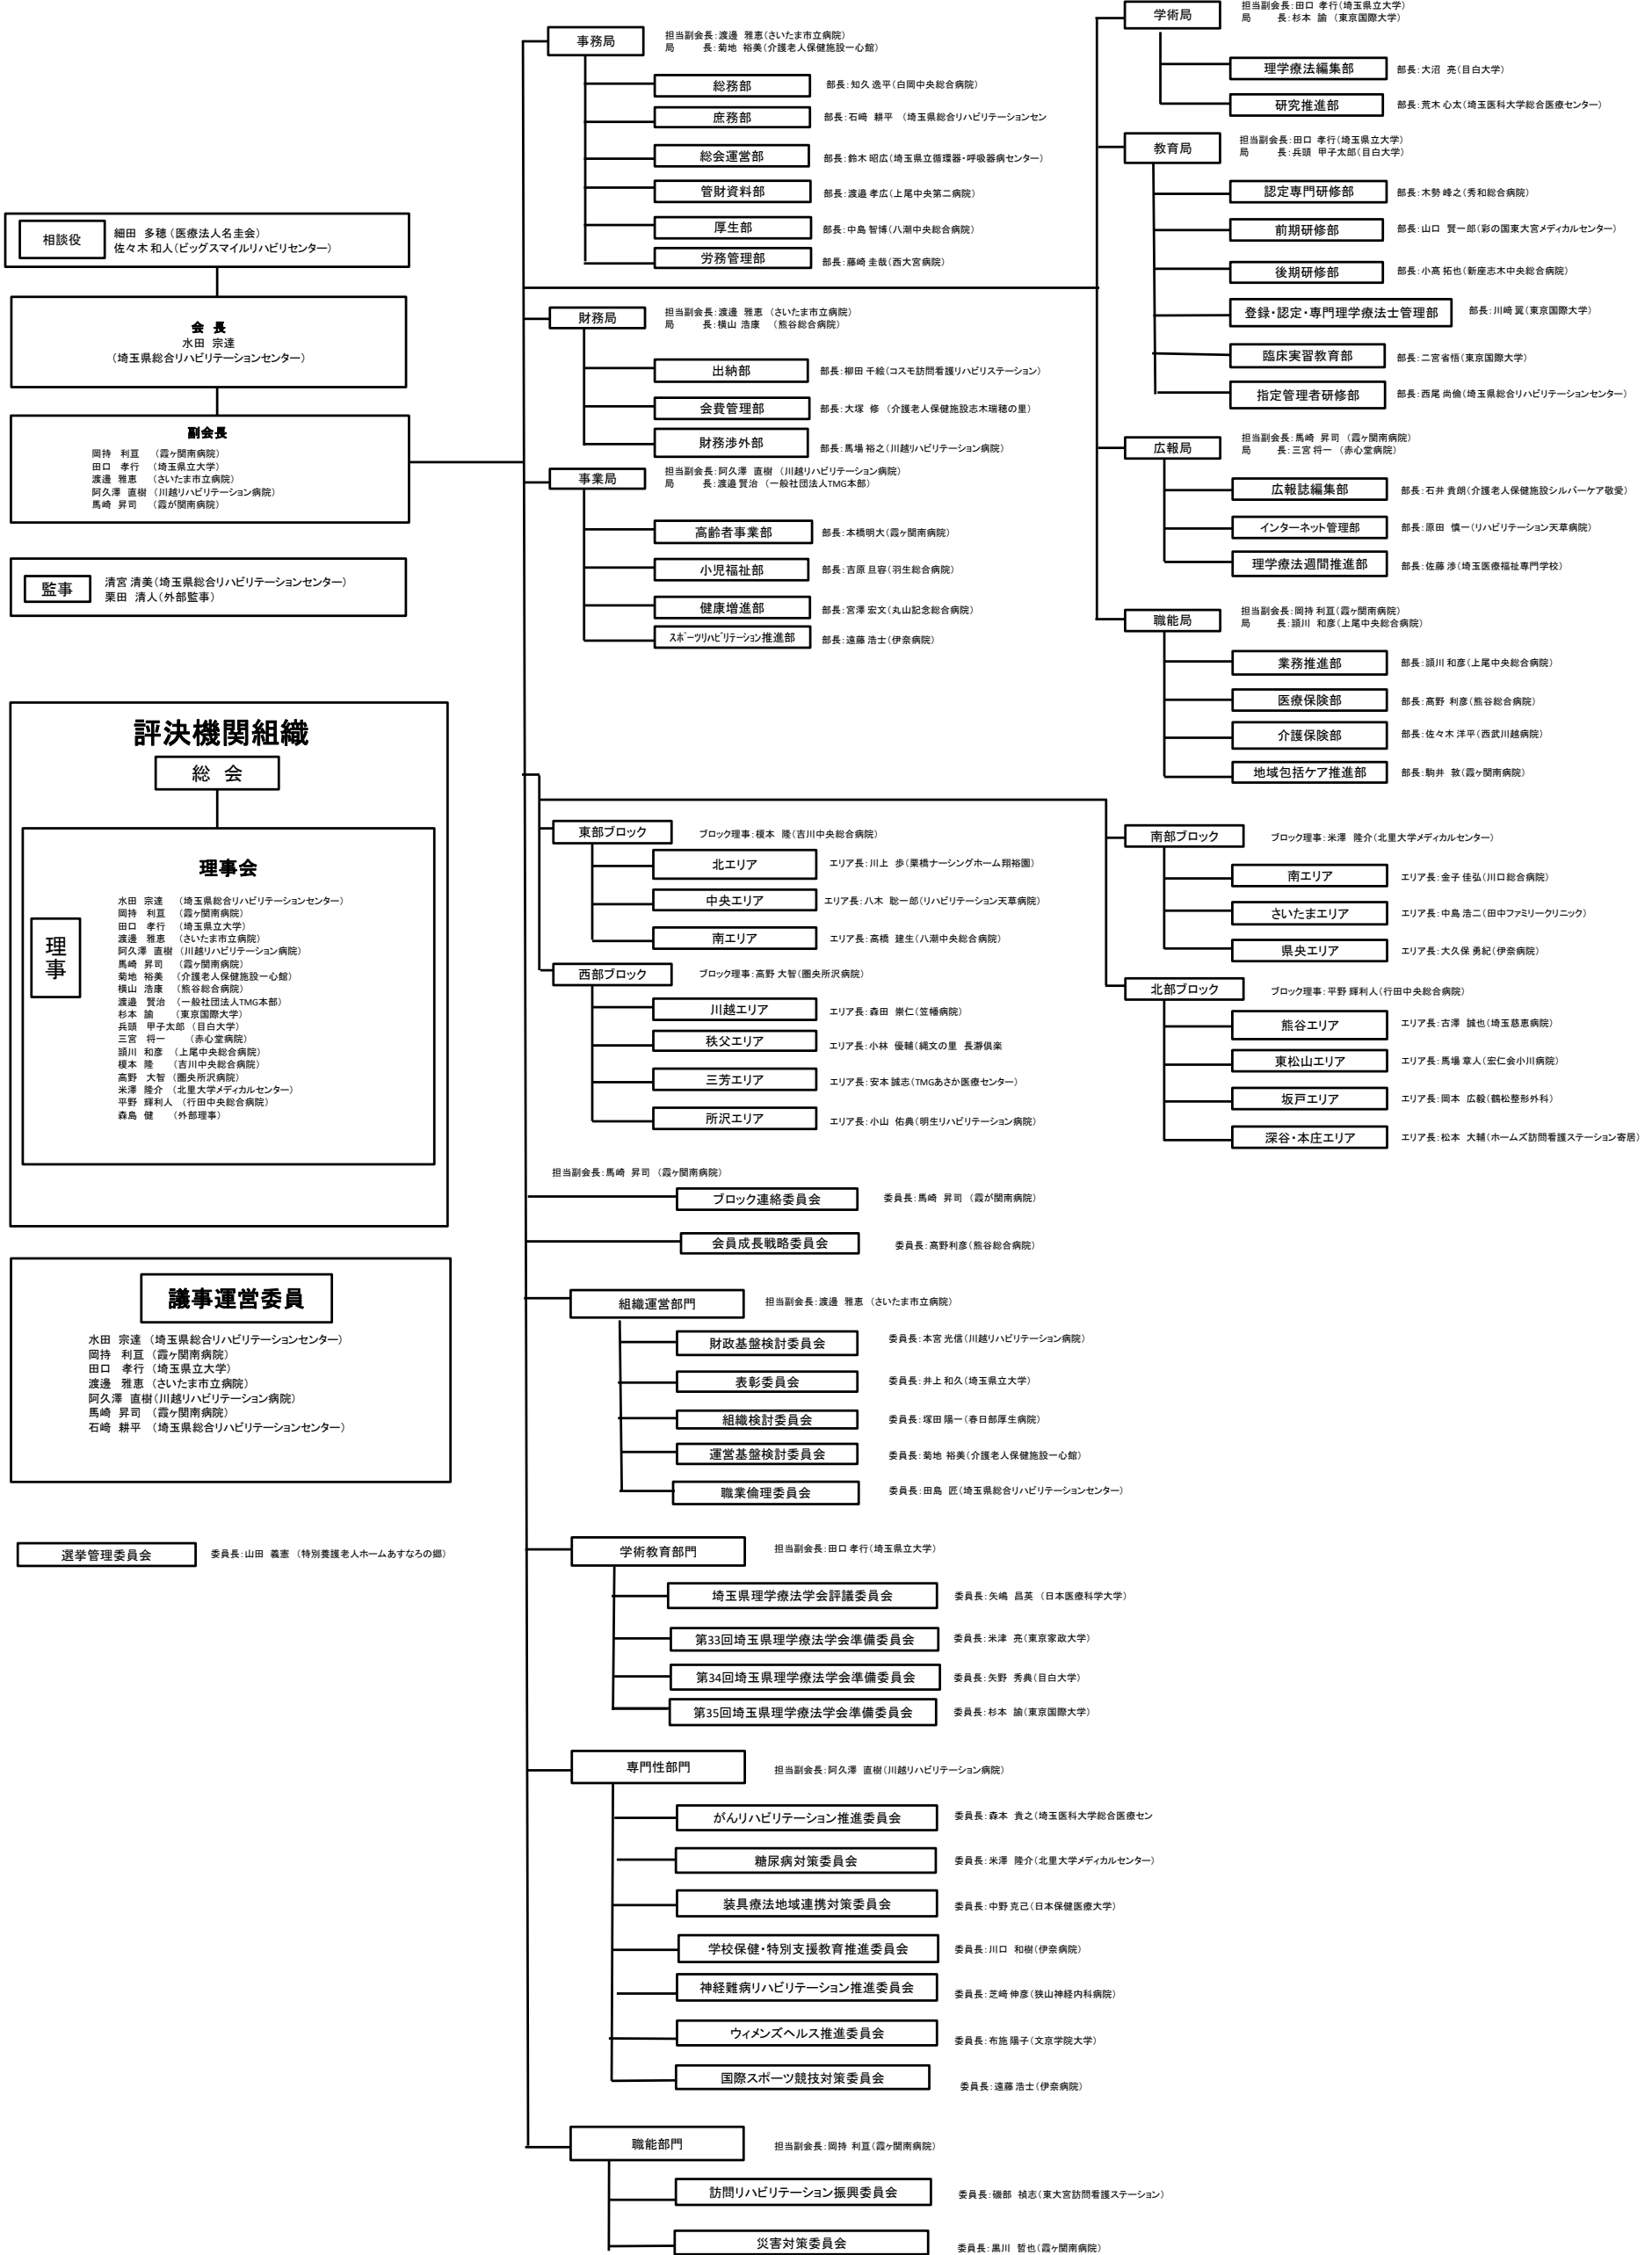 相談役
細田 多穂（医療法人名圭会）
佐々木 和人（ビッグスマイルリハビリセンター）
会 長
水田 宗達
（埼玉県総合リハビリテーションセンター）
副会長
岡持 利亘 （霞ヶ関南病院）
田口 孝行 （埼玉県立大学）
渡邊 雅恵 （さいたま市立病院）
阿久澤 直樹 （川越リハビリテーション病院）
馬崎 昇司 （霞が関南病院）
監事
清宮 清美（埼玉県総合リハビリテーションセンター）
栗田 清人（外部監事）
評決機関組織
総 会
理事会
理事
水田 宗達 （埼玉県総合リハビリテーションセンター）
岡持 利亘 （霞ヶ関南病院）
田口 孝行 （埼玉県立大学）
渡邊 雅恵 （さいたま市立病院）
阿久澤 直樹 （川越リハビリテーション病院）
馬崎 昇司 （霞ヶ関南病院）
菊地 裕美 （介護老人保健施設一心館）
横山 浩康 （熊谷総合病院）
渡邉 賢治 （一般社団法人TMG本部）
杉本 諭 （東京国際大学）
兵頭 甲子太郎 （目白大学）
三宮 将一 （赤心堂病院）
頴川 和彦 （上尾中央総合病院）
榎本 隆 （吉川中央総合病院）
高野 大智 （圏央所沢病院）
米澤 隆介 （北里大学メディカルセンター）
平野 輝利人 （行田中央総合病院）
森島 健 （外部理事）
議事運営委員
水田 宗達 （埼玉県総合リハビリテーションセンター）
岡持 利亘 （霞ヶ関南病院）
田口 孝行 （埼玉県立大学）
渡邊 雅恵 （さいたま市立病院）
阿久澤 直樹（川越リハビリテーション病院）
馬崎 昇司 （霞ヶ関南病院）
石﨑 耕平 （埼玉県総合リハビリテーションセンター）
選挙管理委員会
委員長：山田 義憲 （特別養護老人ホームあすなろの郷）
事務局
担当副会長：渡邊 雅恵（さいたま市立病院）
局 長：菊地 裕美（介護老人保健施設一心館）
総務部
部長：知久 逸平（白岡中央総合病院）
庶務部
部長：石﨑 耕平 （埼玉県総合リハビリテーションセン
総会運営部
部長：鈴木 昭広（埼玉県立循環器・呼吸器病センター）
管財資料部
部長：渡邉 孝広（上尾中央第二病院）
厚生部
部長：中島 智博（八潮中央総合病院）
労務管理部
部長：藤崎 圭哉（西大宮病院）
財務局
担当副会長：渡邊 雅恵 （さいたま市立病院）
局 長：横山 浩康 （熊谷総合病院）
出納部
部長：柳田 千絵（コスモ訪問看護リハビリステーション）
会費管理部
部長：大塚 修 （介護老人保健施設志木瑞穂の里）
財務渉外部
部長：馬場 裕之（川越リハビリテーション病院）
事業局
担当副会長：阿久澤 直樹 （川越リハビリテーション病院）
局 長：渡邉 賢治 （一般社団法人TMG本部）
高齢者事業部
部長：本橋明大（霞ヶ関南病院）
小児福祉部
部長：吉原 旦容（羽生総合病院）
健康増進部
部長：宮澤 宏文（丸山記念総合病院）
スポーツリハビリテーション推進部
部長：遠藤 浩士（伊奈病院）
学術局
担当副会長：田口 孝行（埼玉県立大学）
局 長：杉本 諭 （東京国際大学）
理学療法編集部
部長：大沼 亮（目白大学）
研究推進部
部長：荒木 心太（埼玉医科大学総合医療センター）
教育局
担当副会長：田口 孝行（埼玉県立大学）
局 長：兵頭 甲子太郎（目白大学）
認定専門研修部
部長：木勢 峰之（秀和総合病院）
前期研修部
部長：山口 賢一郎（彩の国東大宮メディカルセンター）
後期研修部
部長：小髙 拓也（新座志木中央総合病院）
登録・認定・専門理学療法士管理部
部長：川﨑 翼（東京国際大学）
臨床実習教育部
部長：二宮省悟（東京国際大学）
指定管理者研修部
部長：西尾 尚倫（埼玉県総合リハビリテーションセンター）
広報局
担当副会長：馬崎 昇司 （霞ヶ関南病院）
局 長：三宮 将一 （赤心堂病院）
広報誌編集部
部長：石井 貴朗（介護老人保健施設シルバーケア敬愛）
インターネット管理部
部長：原田 慎一（リハビリテーション天草病院）
理学療法週間推進部
部長：佐藤 渉（埼玉医療福祉専門学校）
職能局
担当副会長：岡持 利亘（霞ヶ関南病院）
局 長：頴川 和彦（上尾中央総合病院）
業務推進部
部長：頴川 和彦（上尾中央総合病院）
医療保険部
部長：髙野 利彦（熊谷総合病院）
介護保険部
部長：佐々木 洋平（西武川越病院）
地域包括ケア推進部
部長：駒井 敦（霞ヶ関南病院）
東部ブロック
ブロック理事：榎本 隆（吉川中央総合病院）
北エリア
エリア長：川上 歩（栗橋ナーシングホーム翔裕園）
中央エリア
エリア長：八木 聡一郎（リハビリテーション天草病院）
南エリア
エリア長：高橋 建生（八潮中央総合病院）
西部ブロック
ブロック理事：高野 大智（圏央所沢病院）
川越エリア
エリア長：森田 崇仁（笠幡病院）
秩父エリア
エリア長：小林 優輔（縄文の里 長瀞倶楽
三芳エリア
エリア長：安本 誠志（TMGあさか医療センター）
所沢エリア
エリア長：小山 佑典（明生リハビリテーション病院）
南部ブロック
ブロック理事：米澤 隆介（北里大学メディカルセンター）
南エリア
エリア長：金子 佳弘（川口総合病院）
さいたまエリア
エリア長：中島 浩二（田中ファミリークリニック）
県央エリア
エリア長：大久保 勇紀（伊奈病院）
北部ブロック
ブロック理事：平野 輝利人（行田中央総合病院）
熊谷エリア
エリア長：古澤 誠也（埼玉慈恵病院）
東松山エリア
エリア長：馬場 章人（宏仁会小川病院）
坂戸エリア
エリア長：岡本 広毅（鶴松整形外科）
深谷・本庄エリア
エリア長：松本 大輔（ホームズ訪問看護ステーション寄居）
担当副会長：馬崎 昇司 （霞ヶ関南病院）
ブロック連絡委員会
委員長：馬崎 昇司 （霞が関南病院）
会員成長戦略委員会
委員長：髙野利彦（熊谷総合病院）
組織運営部門
担当副会長：渡邊 雅恵 （さいたま市立病院）
財政基盤検討委員会
委員長：本宮 光信（川越リハビリテーション病院）
表彰委員会
委員長：井上 和久（埼玉県立大学）
組織検討委員会
委員長：塚田 陽一（春日部厚生病院）
運営基盤検討委員会
委員長：菊地 裕美（介護老人保健施設一心館）
職業倫理委員会
委員長：田島 匠（埼玉県総合リハビリテーションセンター）
学術教育部門
担当副会長：田口 孝行（埼玉県立大学）
埼玉県理学療法学会評議委員会
委員長：矢嶋 昌英 （日本医療科学大学）
第33回埼玉県理学療法学会準備委員会
委員長：米津 亮（東京家政大学）
第34回埼玉県理学療法学会準備委員会
委員長：矢野 秀典（目白大学）
第35回埼玉県理学療法学会準備委員会
委員長：杉本 諭（東京国際大学）
専門性部門
担当副会長：阿久澤 直樹（川越リハビリテーション病院）
がんリハビリテーション推進委員会
委員長：森本 貴之（埼玉医科大学総合医療セン
糖尿病対策委員会
委員長：米澤 隆介（北里大学メディカルセンター）
装具療法地域連携対策委員会
委員長：中野 克己（日本保健医療大学）
学校保健・特別支援教育推進委員会
委員長：川口 和樹（伊奈病院）
神経難病リハビリテーション推進委員会
委員長：芝﨑 伸彦（狭山神経内科病院）
ウィメンズヘルス推進委員会
委員長：布施 陽子（文京学院大学）
国際スポーツ競技対策委員会
委員長：遠藤 浩士（伊奈病院）
職能部門
担当副会長：岡持 利亘（霞ヶ関南病院）
訪問リハビリテーション振興委員会
委員長：磯部 禎志（東大宮訪問看護ステーション）
災害対策委員会
委員長：黒川 哲也（霞ヶ関南病院）